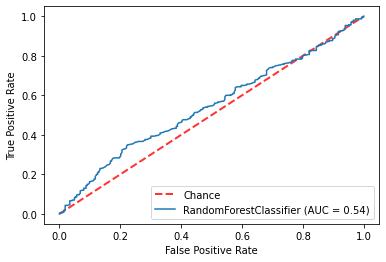 1.0
0.8
0.6
0.4
0.2
0.0
True Positive Rate
Chance
RandomForestClassifier (AUC = 0.54)
0.0 0.2 0.4 0.6 0.8 1.0
False Positive Rate